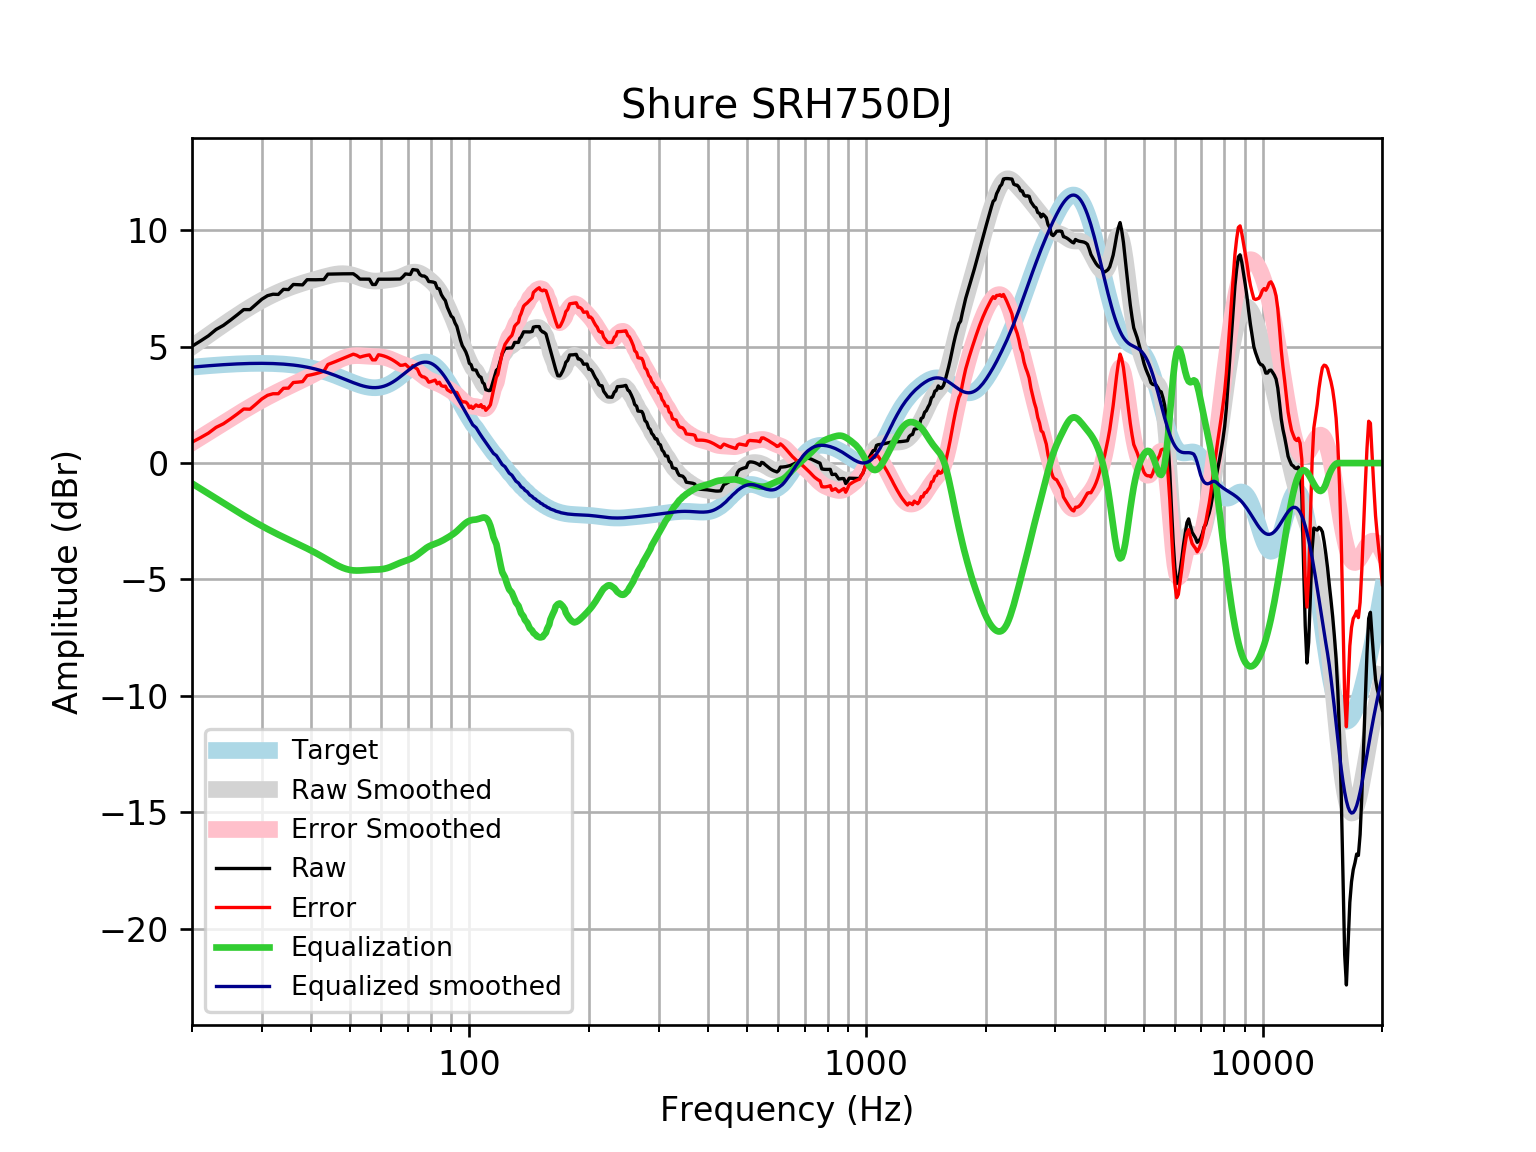 Shure SRH750DJ
Amplitude (dBr)
10
5
0
−5
−10
−15
−20
Target
Raw Smoothed
Error Smoothed
Raw
Error
Equalization
Equalized smoothed
100
1000
10000
Frequency (Hz)